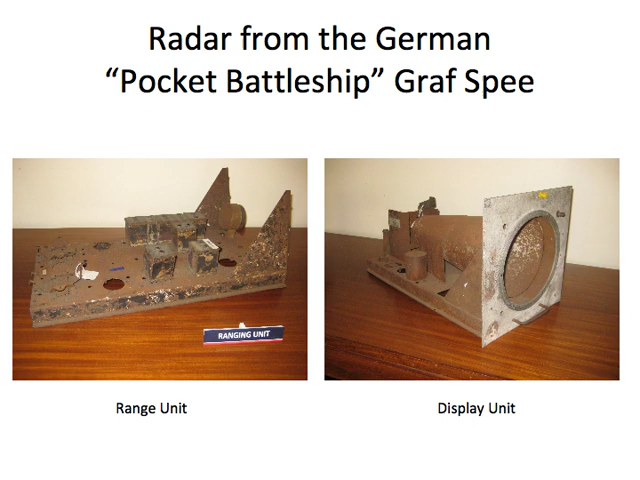 Radar from the German
“Pocket Battleship” Graf Spee
RANGING UNIT
Range Unit
Display Unit